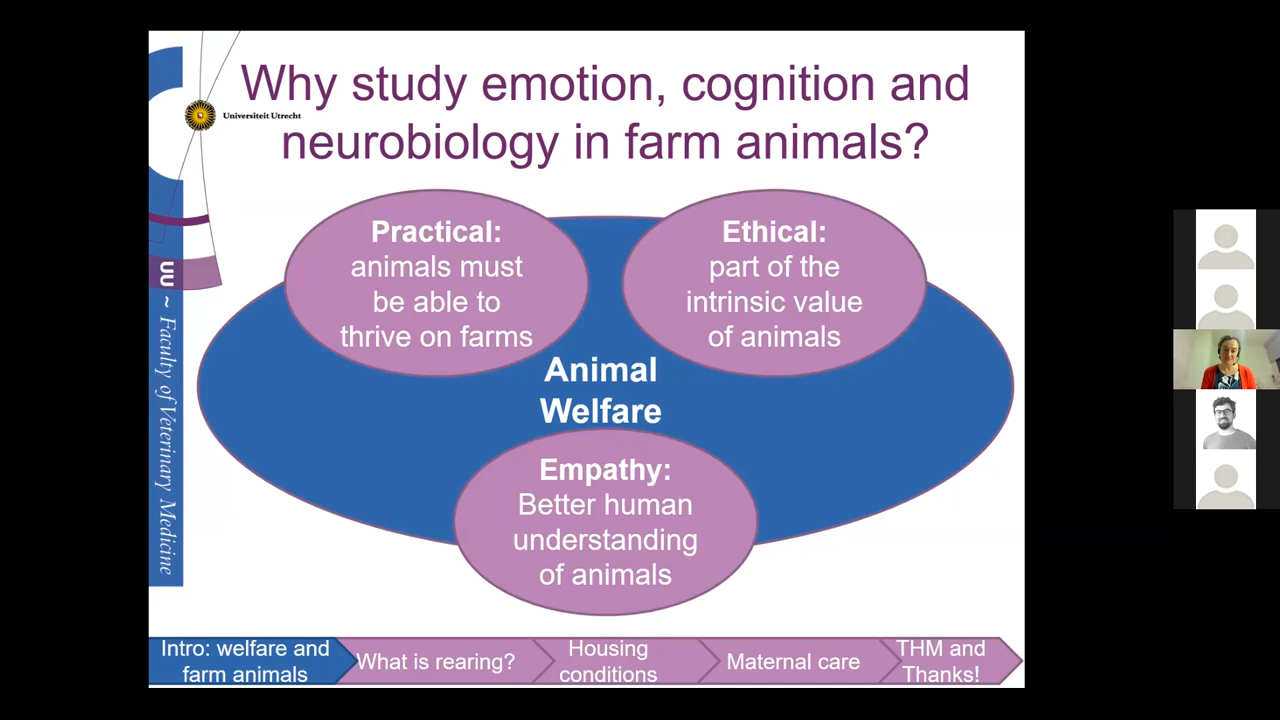 Why study emotion, cognition and
neurobiology in farm animals?
Universiteit Utrecht
Practical:
animals must
be able to
thrive on farms
Ethical:
part of the
intrinsic value
of animals
Animal
Welfare
Empathy:
Better human
understanding
of animals
~ Faculty of Veterinary Medicine
Intro: welfare and
farm animals
What is rearing?
Housing
conditions
Maternal care
THM and
Thanks!